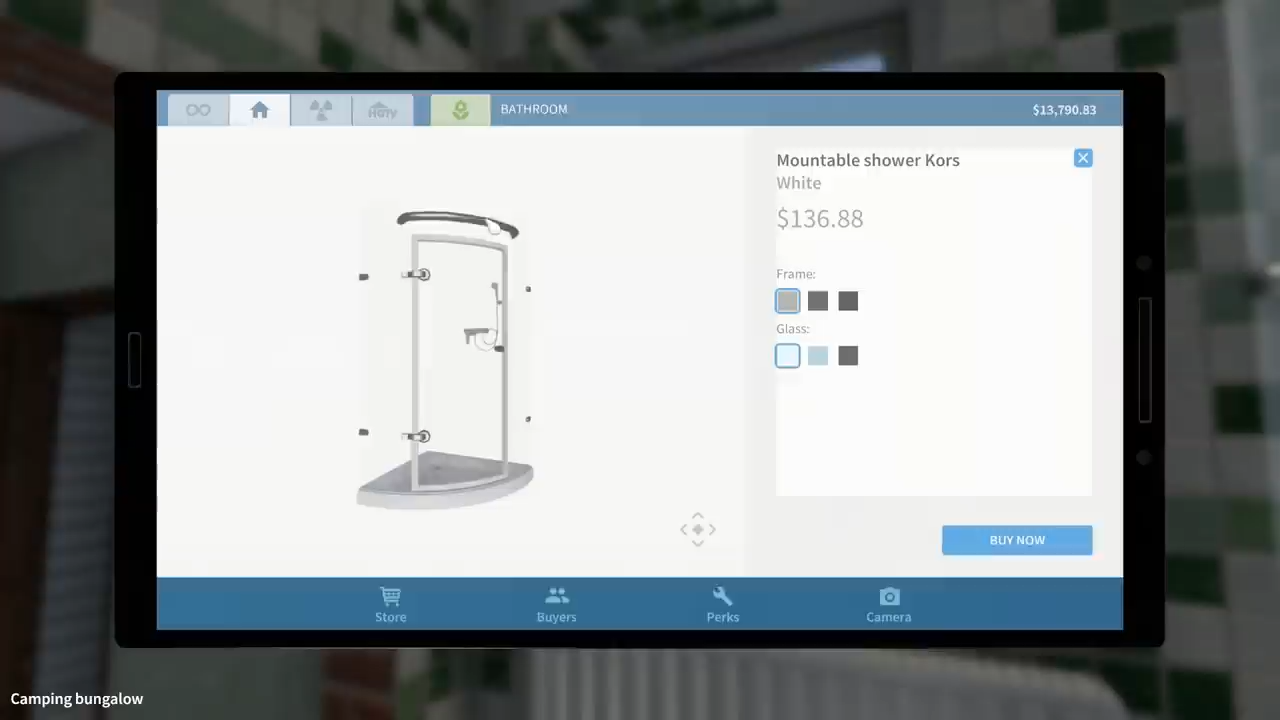 HGTV
BATHROOM
$13,790.83
Mountable shower Kors
White
$136.88
Frame:
Glass:
BUY NOW
Store
Buyers
Perks
Camera
Camping bungalow